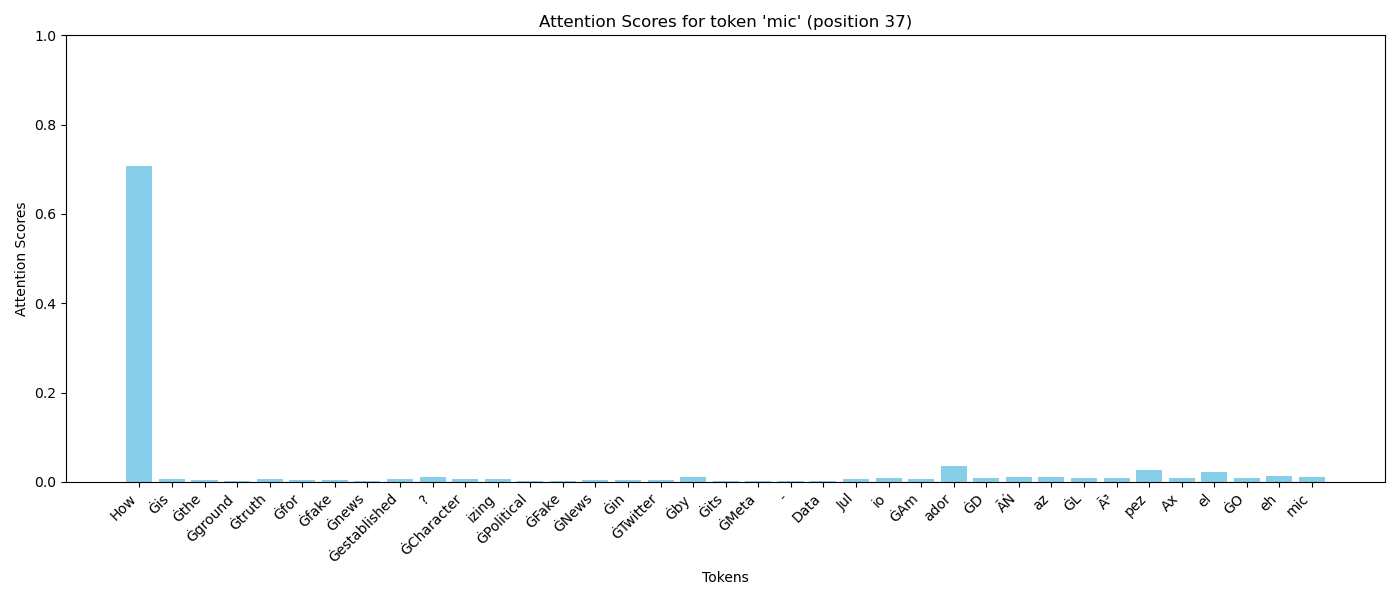 Attention Scores for token 'mic' (position 37)
1.0
0.8
0.6
0.4
0.2
0.0
Attention Scores
How
Ġis
Ġthe
Ġground
Ġtruth
Ġfor
Ġfake
Ġnews
Ġestablished
?
ĠCharacter
izing
ĠPolitical
ĠFake
ĠNews
Ġin
ĠTwitter
Ġby
Ġits
ĠMeta
-
Data
Jul
io
ĠAm
ador
ĠD
ÃŃ
az
ĠL
Ã³
pez
Ax
el
ĠO
eh
mic
Tokens